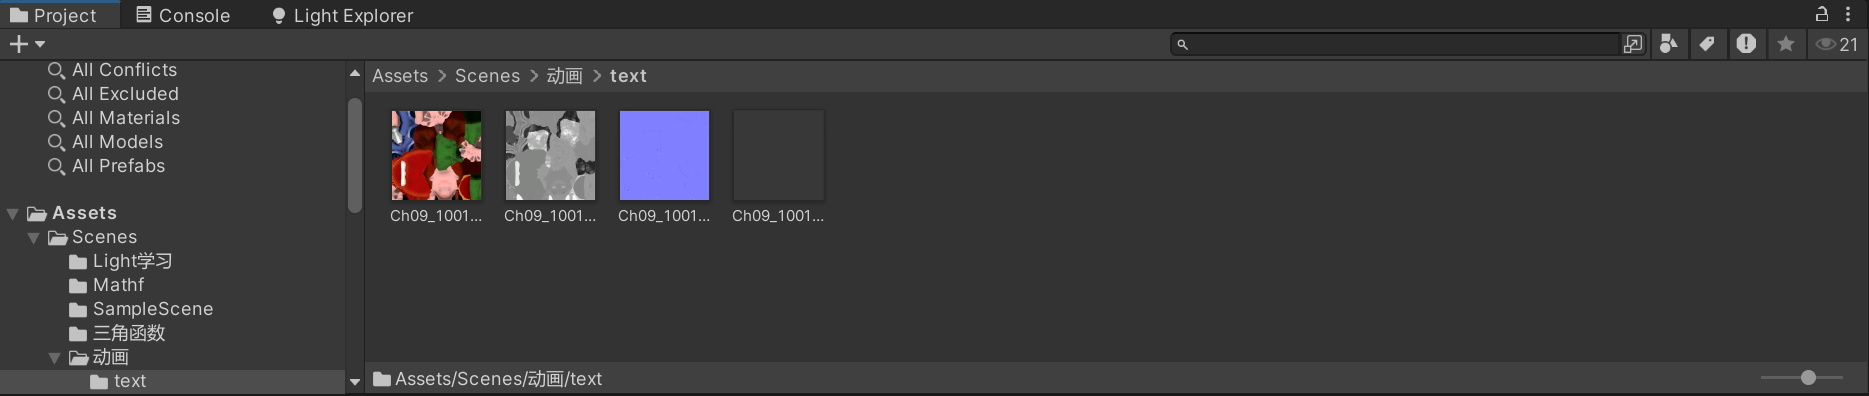 Project Console Light Explorer
21
All Conflicts
All Excluded
All Materials
All Models
All Prefabs
Assets
Scenes
Light学习
Mathf
SampleScene
三角函数
动画
text
Assets > Scenes > 动画 > text
Ch09_1001... Ch09_1001... Ch09_1001... Ch09_1001...
Assets/Scenes/动画/text